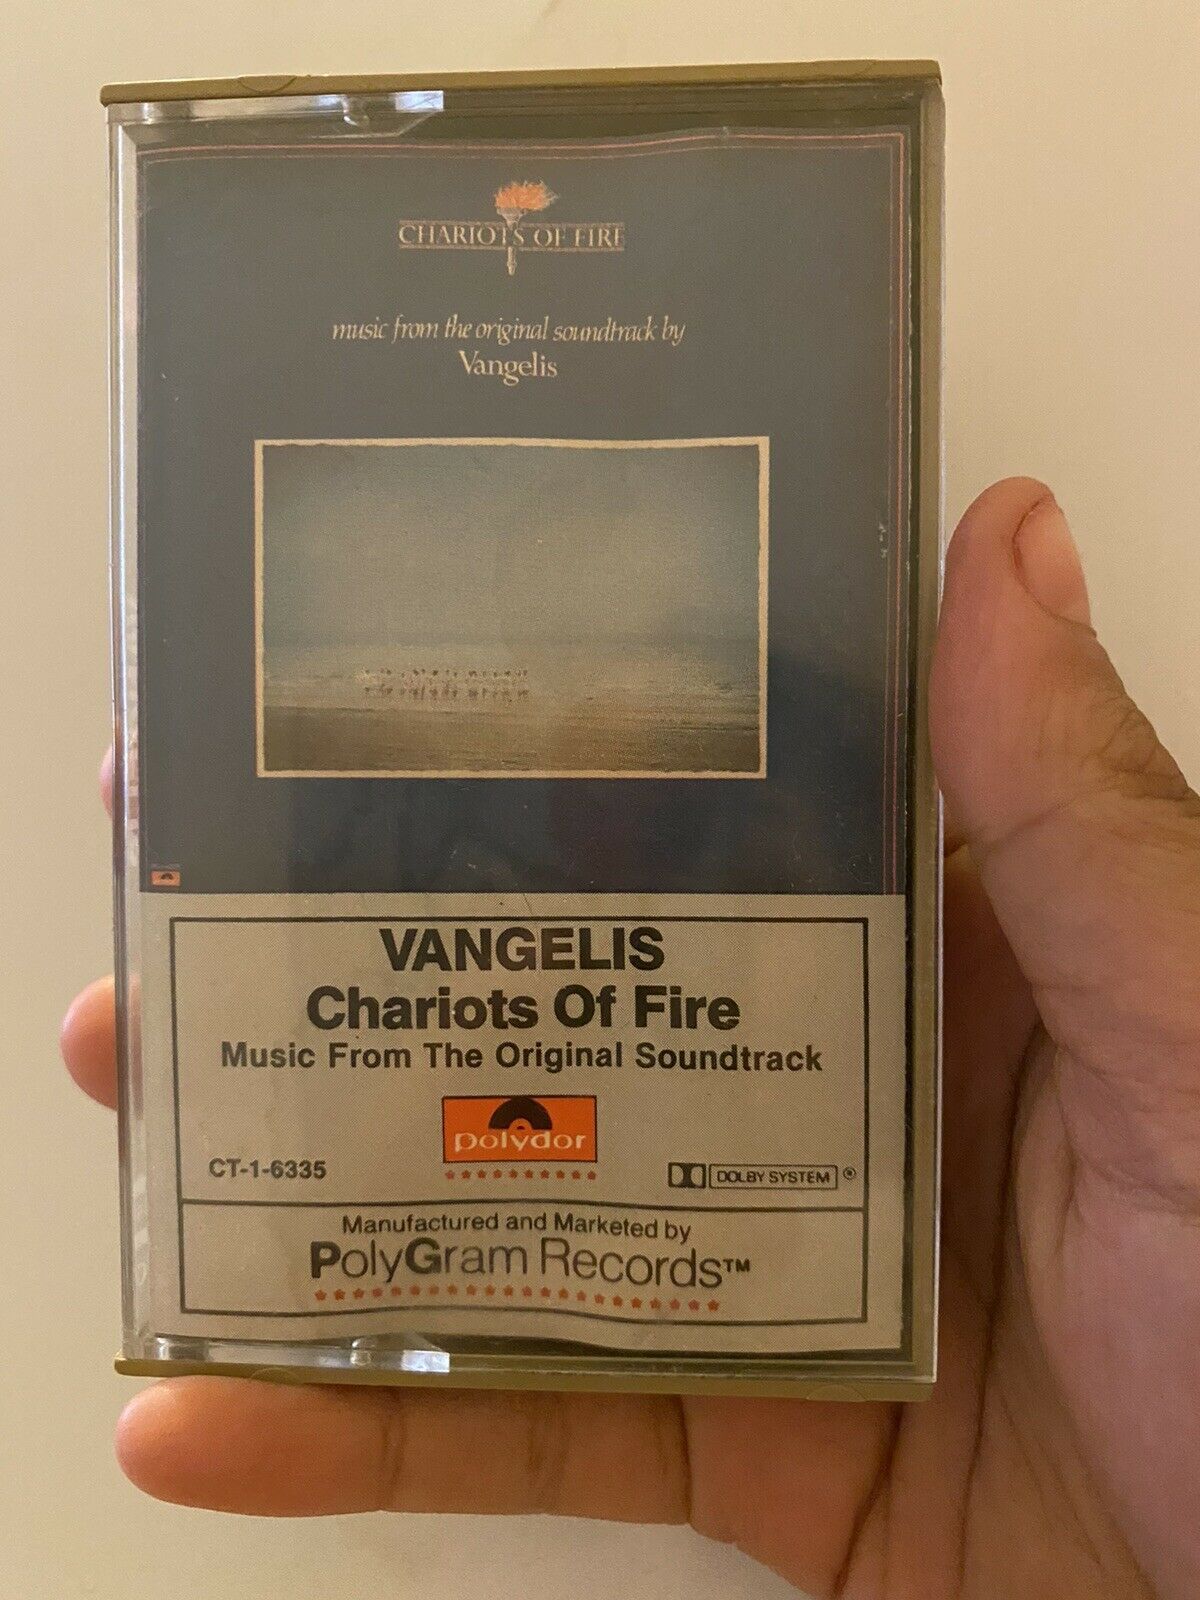 CHARIOTS OF FIRE
music from the original soundtrack by
Vangelis
VANGELIS
Chariots Of Fire
Music From The Original Soundtrack
polydor
CT-1-6335
DOLBY SYSTEM ®
Manufactured and Marketed by
PolyGram Records™